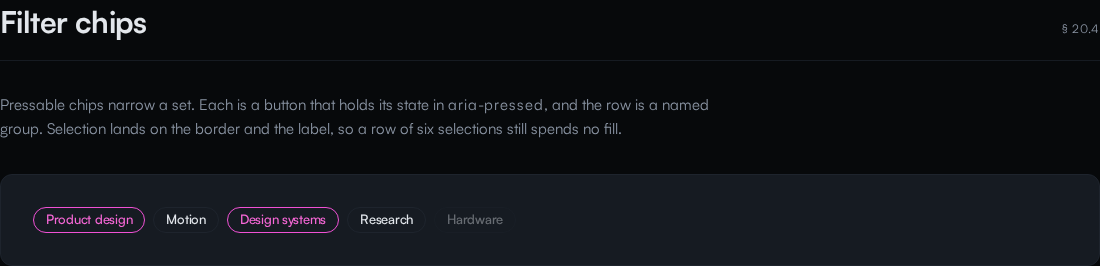 Filter chips
§ 20.4
Pressable chips narrow a set. Each is a button that holds its state in aria-pressed, and the row is a named
group. Selection lands on the border and the label, so a row of six selections still spends no fill.
Product design Motion Design systems Research Hardware